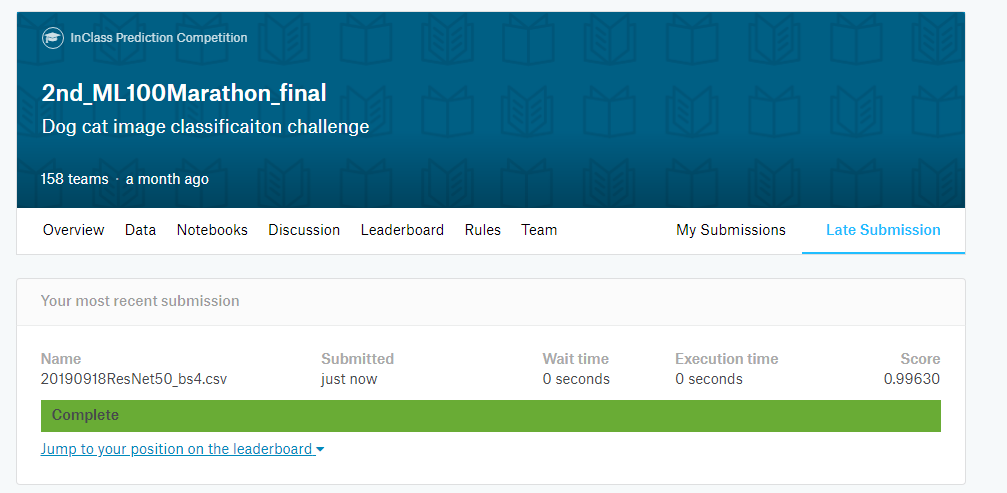 InClass Prediction Competition
2nd_ML100Marathon_final
Dog cat image classificaiton challenge
158 teams · a month ago
Overview Data Notebooks Discussion Leaderboard Rules Team My Submissions Late Submission
Your most recent submission
Name Submitted Wait time Execution time Score
20190918ResNet50_bs4.csv just now 0 seconds 0 seconds 0.99630
Complete
Jump to your position on the leaderboard